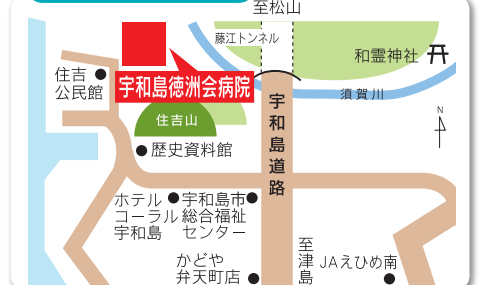 至松山
藤江トンネル
和霊神社
住吉
公民館
宇和島徳洲会病院
須賀川
N
住吉山
宇和島道路
歴史資料館
ホテル
コーラル
宇和島
宇和島市
総合福祉
センター
かどや
弁天町店
至津島
JAえひめ南